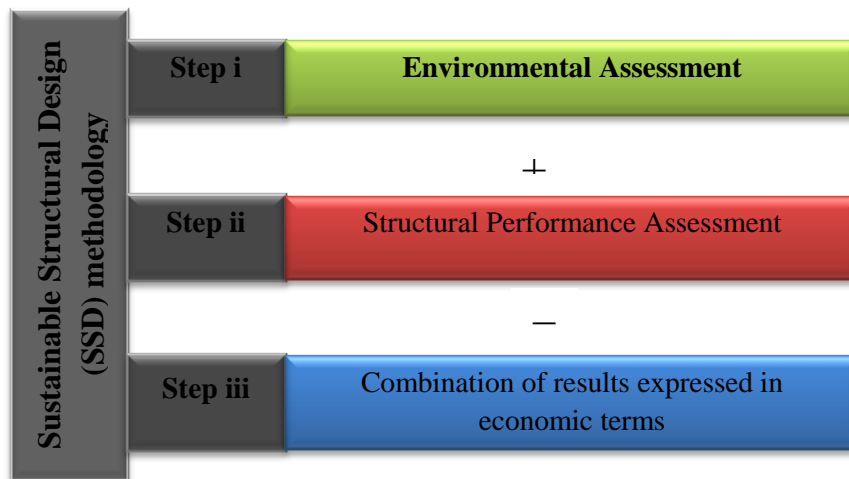 Sustainable Structural Design
(SSD) methodology
Step i
Environmental Assessment
+
Step ii
Structural Performance Assessment
–
Step iii
Combination of results expressed in
economic terms